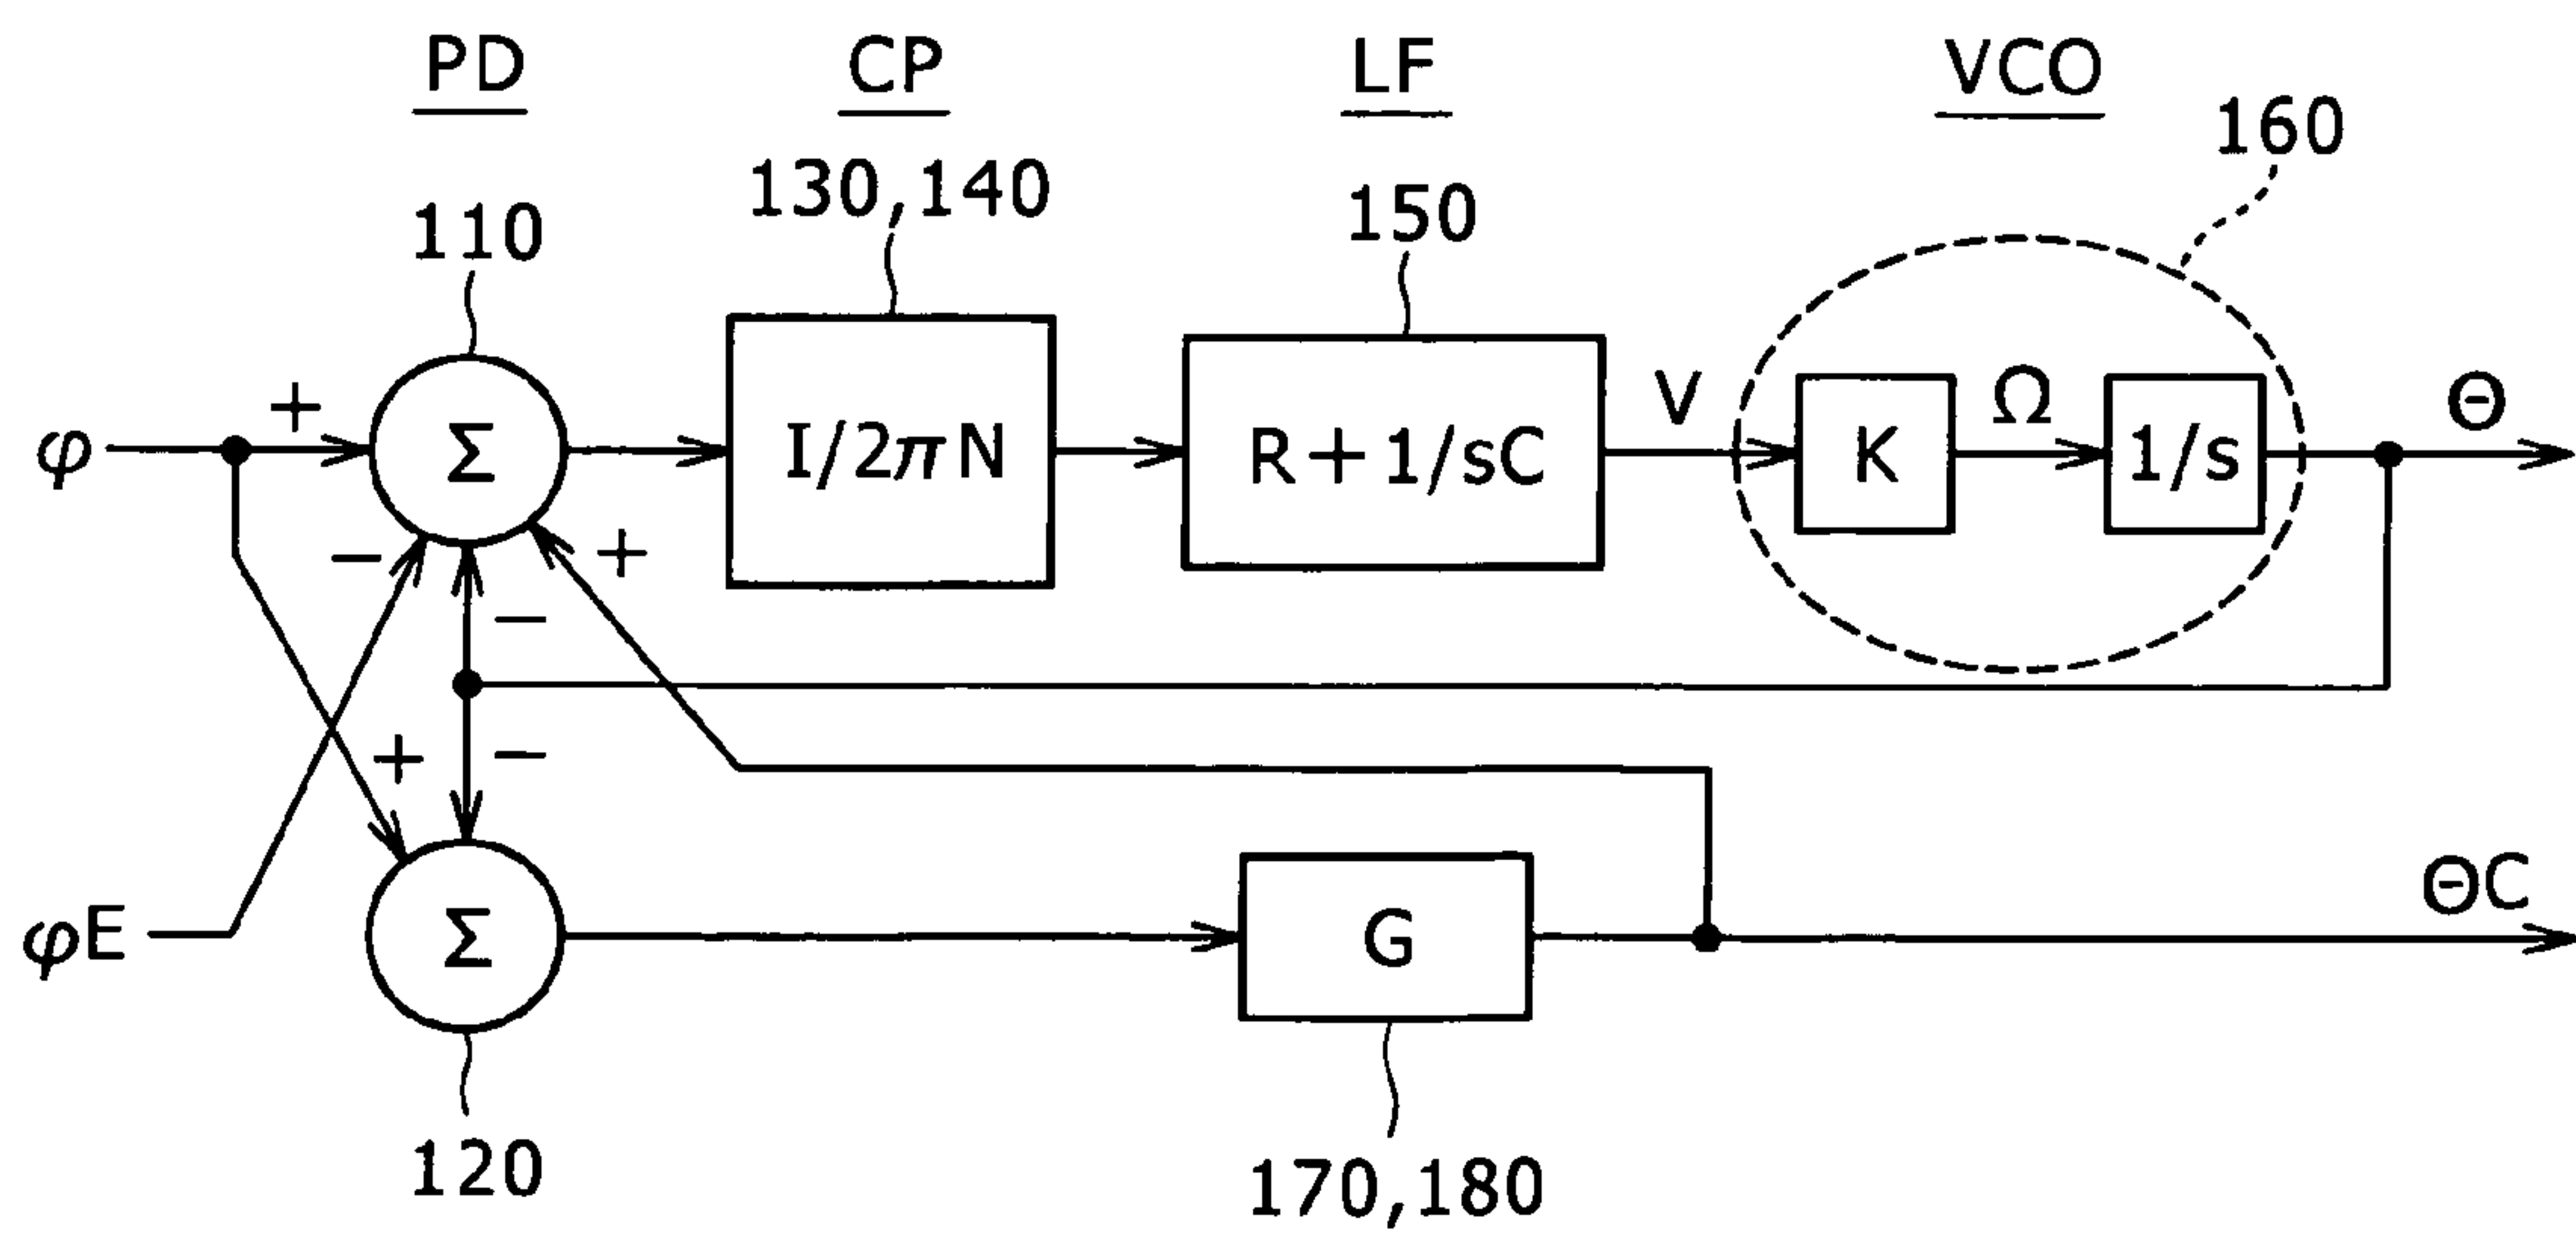 PD
CP
LF
VCO
160
130,140
150
110
φ
+
Σ
I/2πN
R+1/sC
V
K
Ω
1/s
Θ
−
+
−
+
−
φE
Σ
G
ΘC
120
170,180